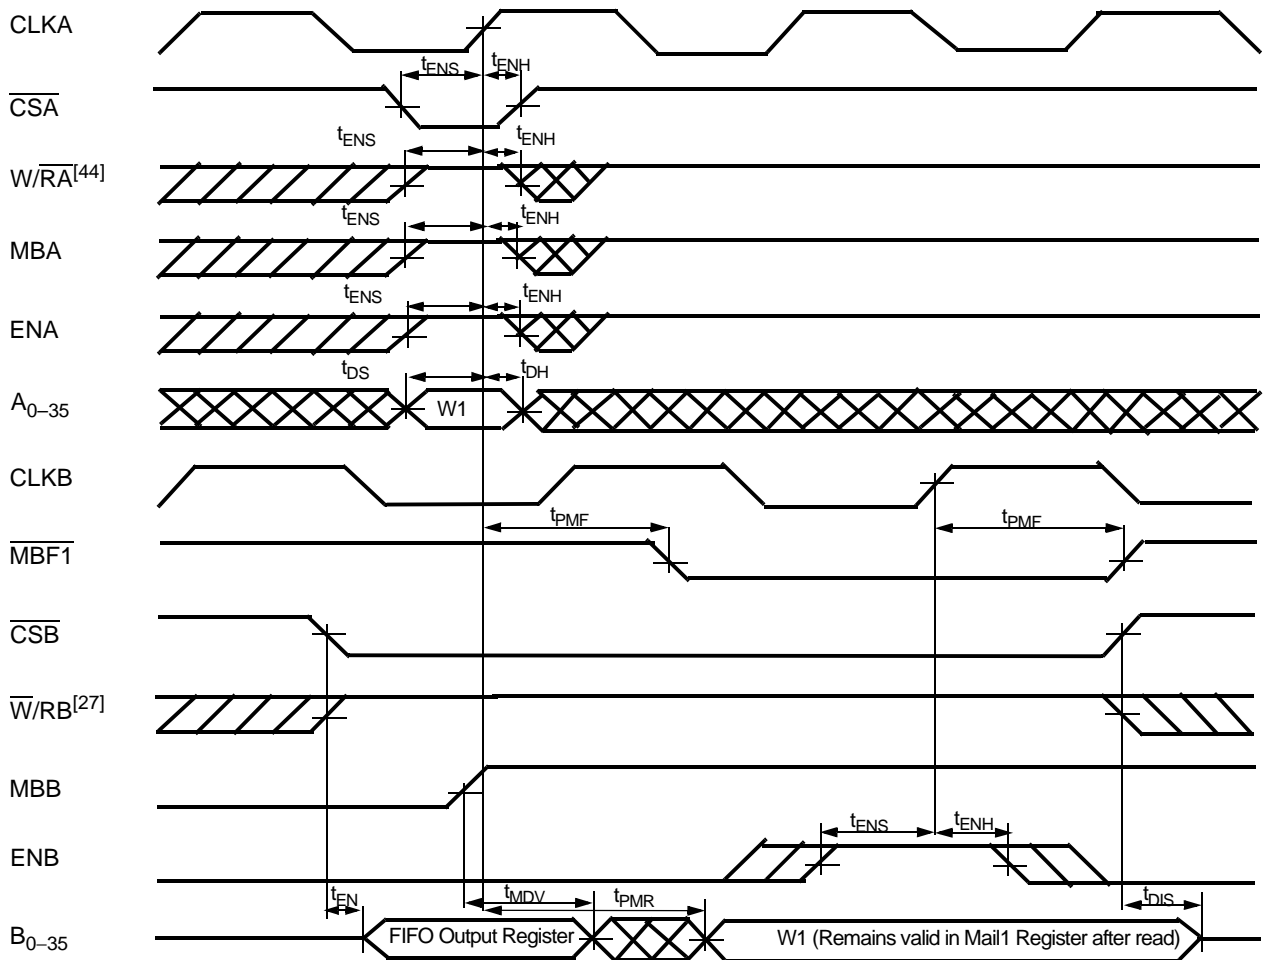 CLKA
tENS tENH
CSA
tENS tENH
W/RA[44]
tENS tENH
MBA
tENS tENH
ENA
tDS tDH
A0–35 W1
CLKB
tPMF tPMF
MBF1
CSB
W/RB[27]
MBB
tENS tENH
ENB
tEN tMDV tPMR tDIS
B0–35 FIFO Output Register W1 (Remains valid in Mail1 Register after read)